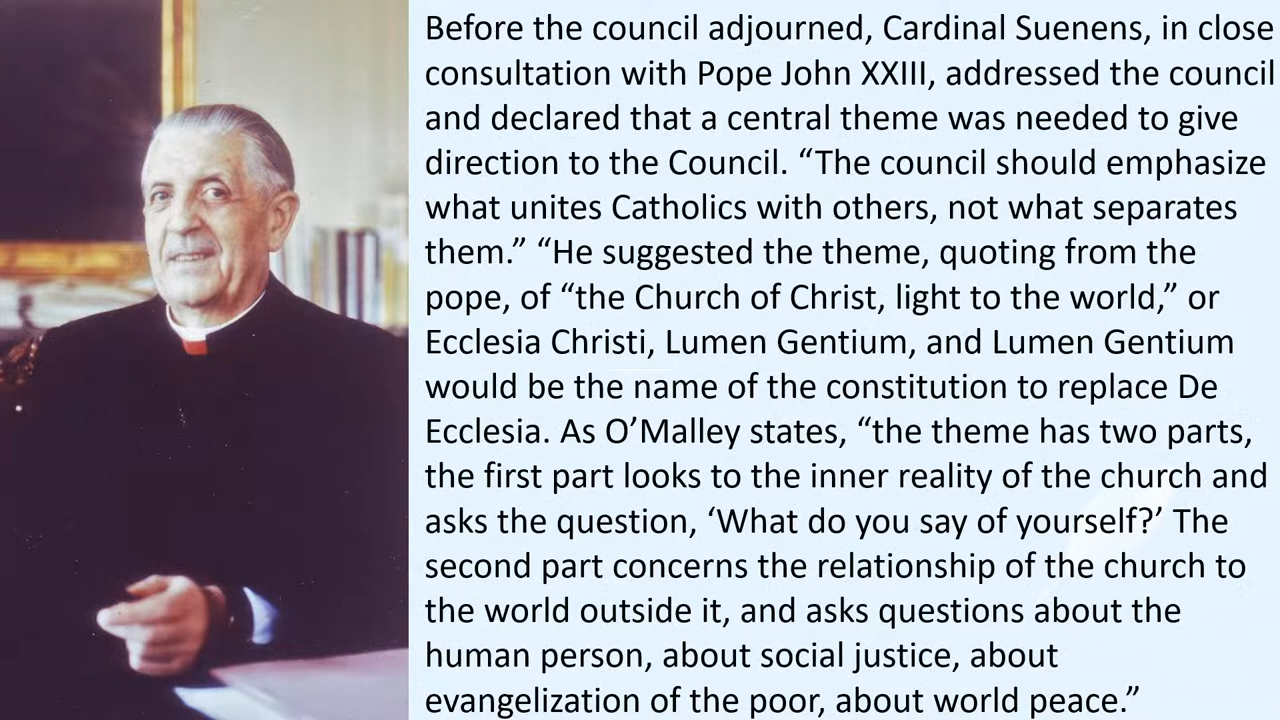 Before the council adjourned, Cardinal Suenens, in close
consultation with Pope John XXIII, addressed the council
and declared that a central theme was needed to give
direction to the Council. “The council should emphasize
what unites Catholics with others, not what separates
them.” “He suggested the theme, quoting from the
pope, of “the Church of Christ, light to the world,” or
Ecclesia Christi, Lumen Gentium, and Lumen Gentium
would be the name of the constitution to replace De
Ecclesia. As O’Malley states, “the theme has two parts,
the first part looks to the inner reality of the church and
asks the question, ‘What do you say of yourself?’ The
second part concerns the relationship of the church to
the world outside it, and asks questions about the
human person, about social justice, about
evangelization of the poor, about world peace.”